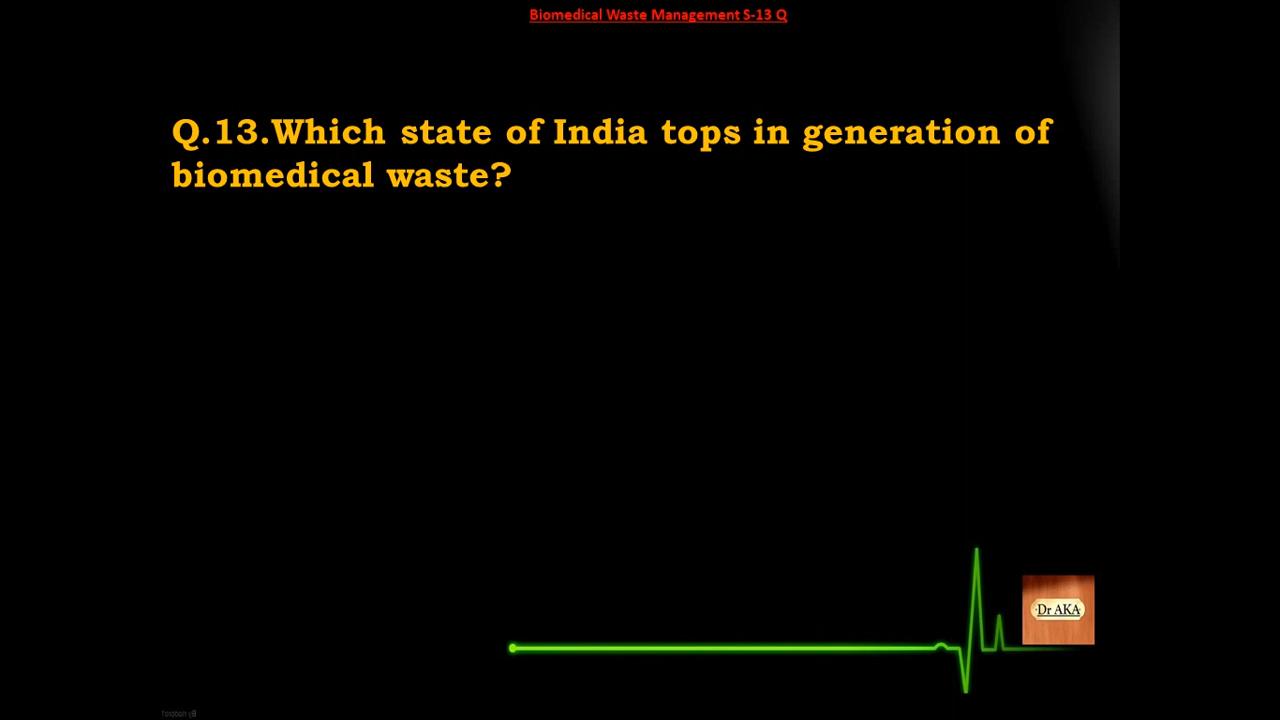 Biomedical Waste Management S-13 Q
Q.13.Which state of India tops in generation of
biomedical waste?
Dr AKA